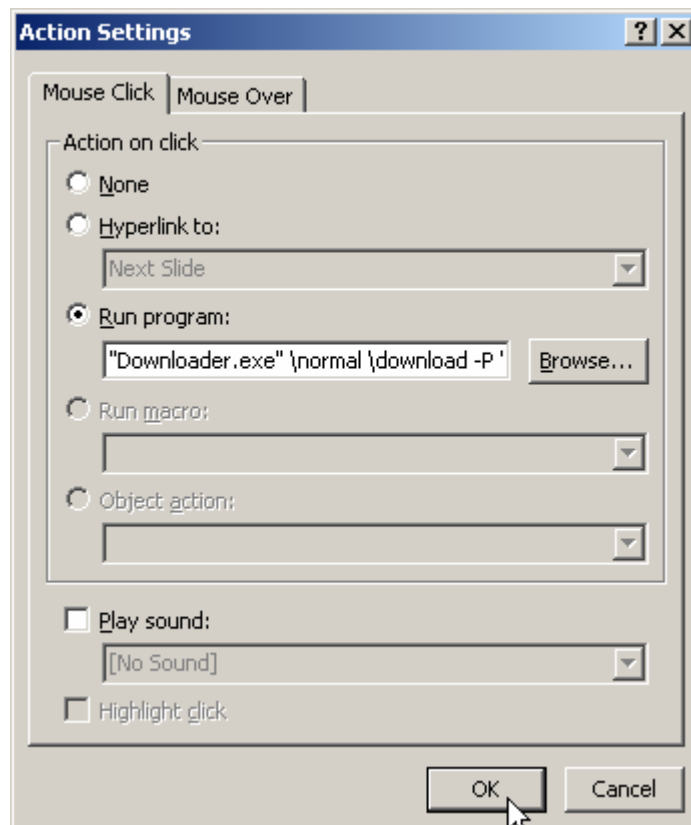 Action Settings
Mouse Click Mouse Over
Action on click
None
Hyperlink to:
Next Slide
Run program:
"Downloader.exe" \normal \download -P ' Browse...
Run macro:
Object action:
Play sound:
[No Sound]
Highlight click
OK Cancel